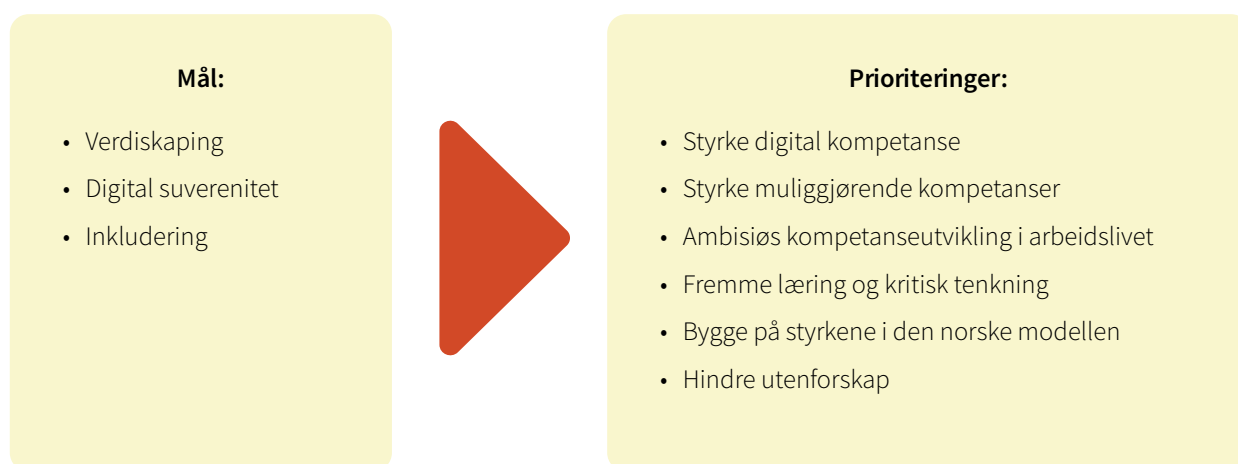 Mål:
• Verdiskaping
• Digital suverenitet
• Inkludering
Prioriteringer:
• Styrke digital kompetanse
• Styrke muliggjørende kompetanser
• Ambisiøs kompetanseutvikling i arbeidslivet
• Fremme læring og kritisk tenkning
• Bygge på styrkene i den norske modellen
• Hindre utenforskap